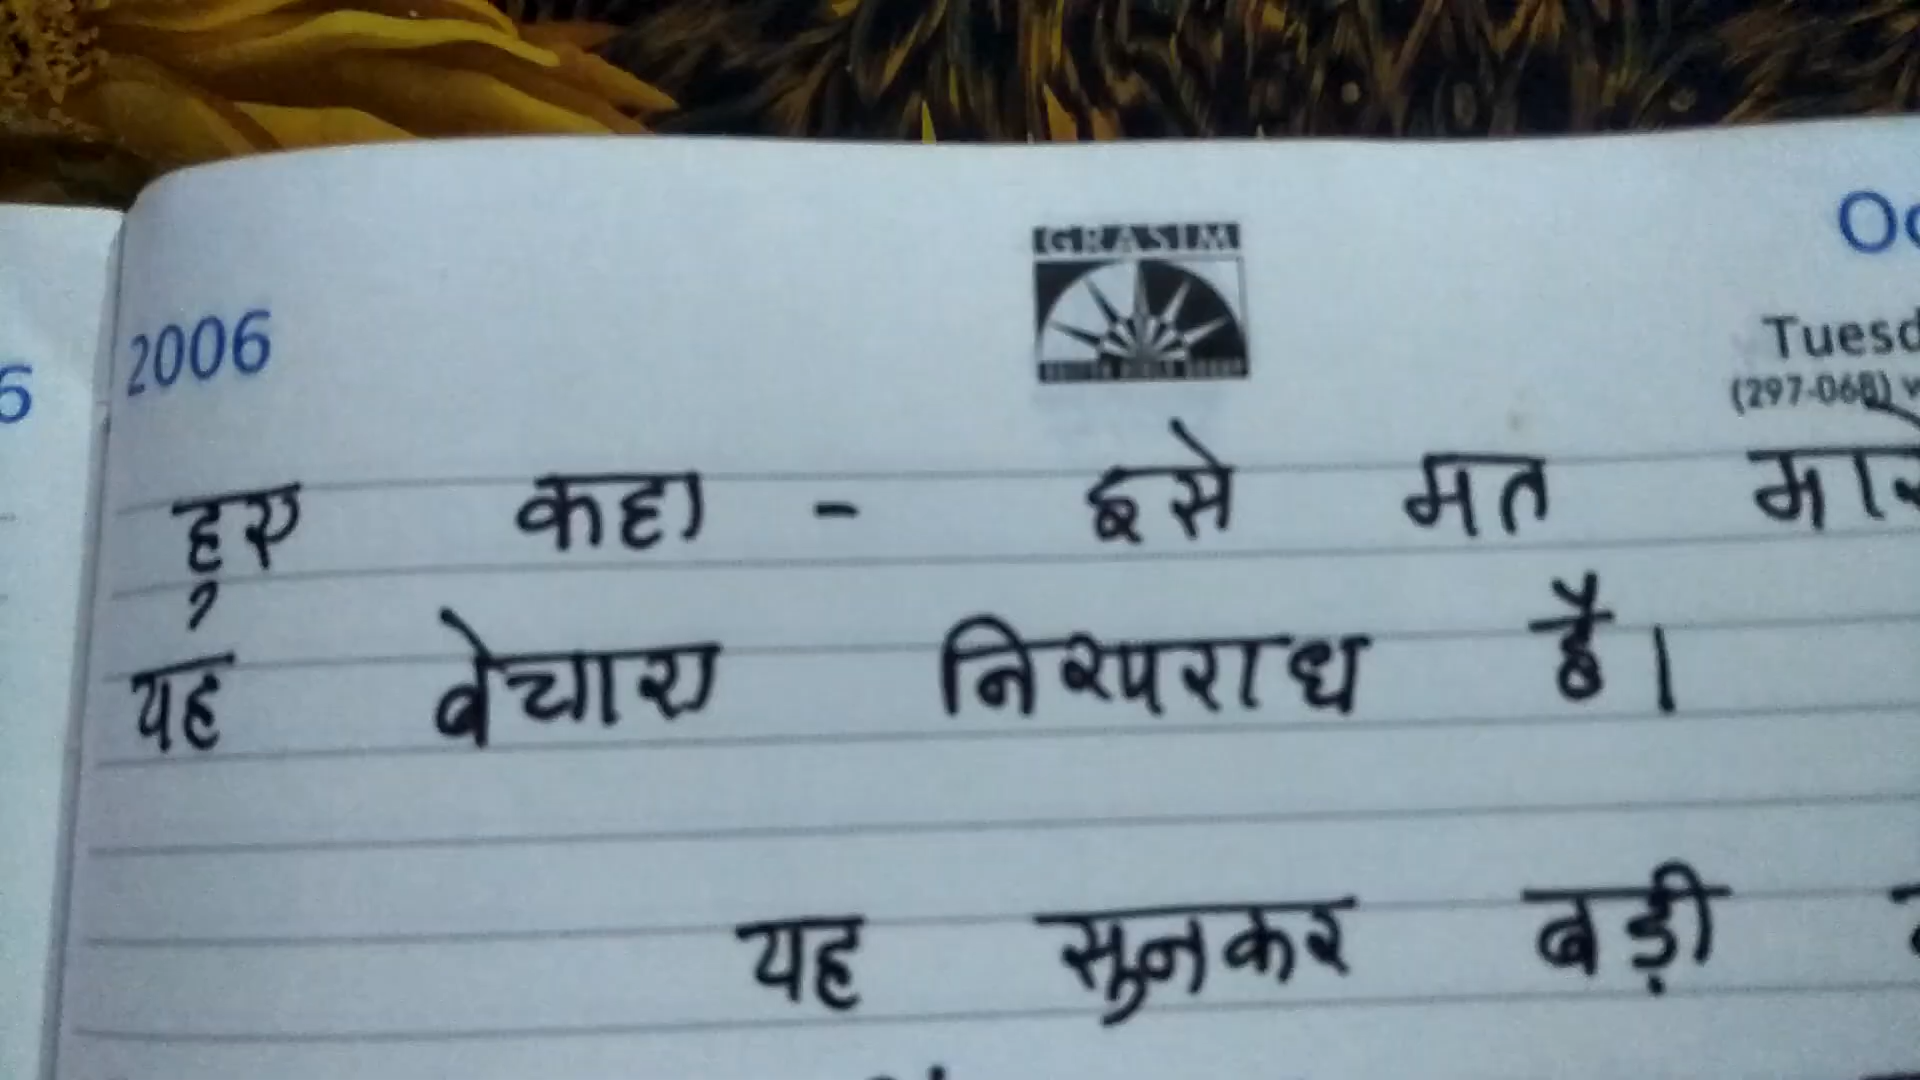 GRASIM
2006
Tuesd
(297-068)
हुए कहा - इसे मत मारो
यह बेचारा निरपराध है।
यह सुनकर बड़ी